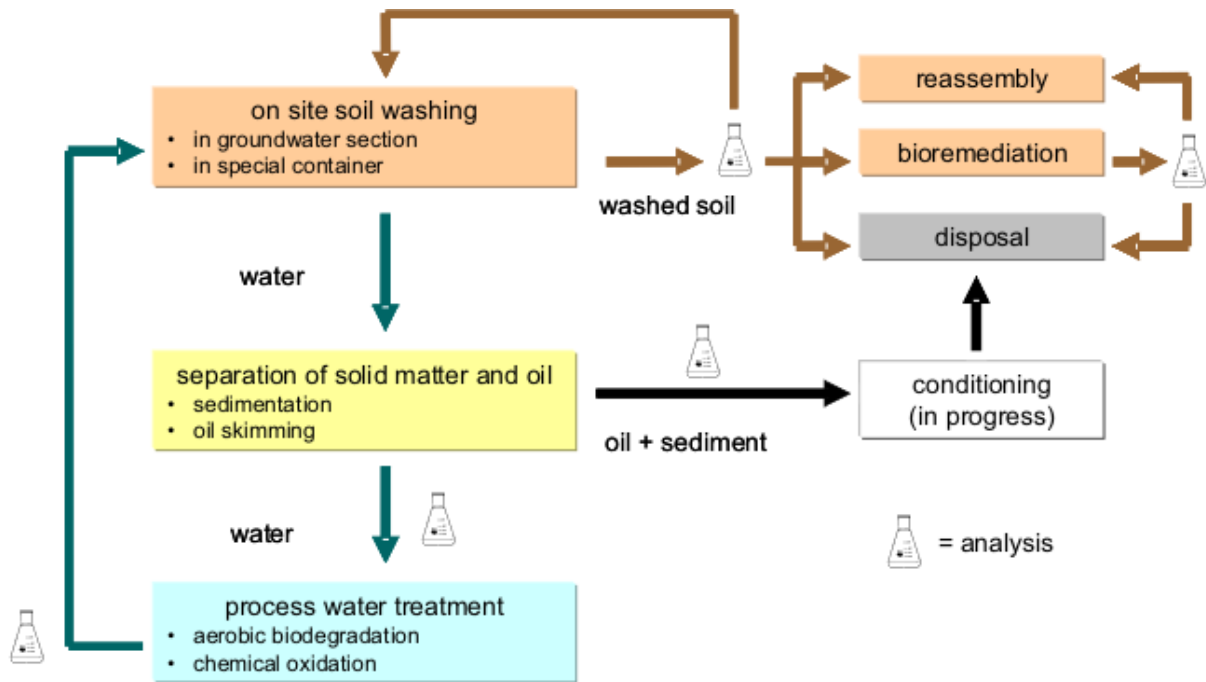 on site soil washing
• in groundwater section
• in special container
washed soil
reassembly
bioremediation
disposal
water
separation of solid matter and oil
• sedimentation
• oil skimming
oil + sediment
conditioning
(in progress)
water
= analysis
process water treatment
• aerobic biodegradation
• chemical oxidation